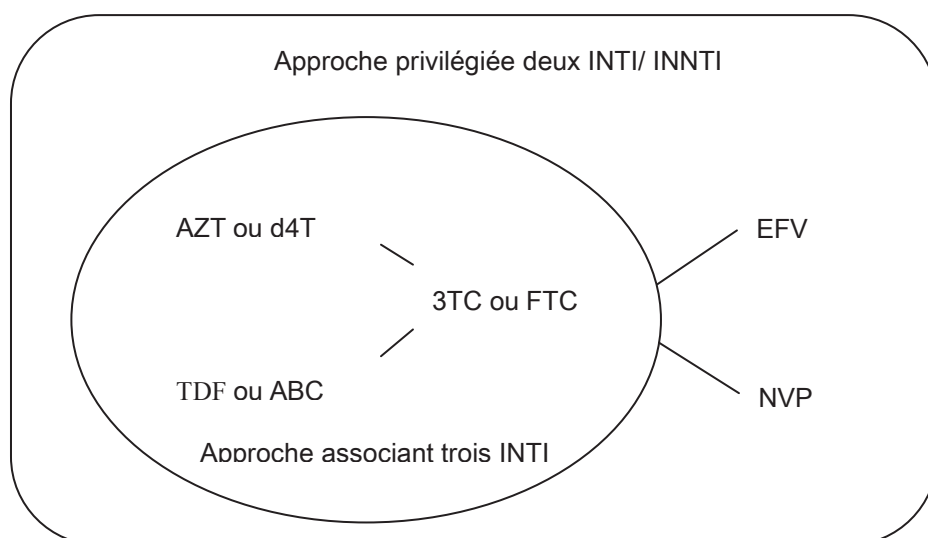 Approche privilégiée deux INTI/ INNTI
AZT ou d4T
EFV
3TC ou FTC
TDF ou ABC
NVP
Approche associant trois INTI